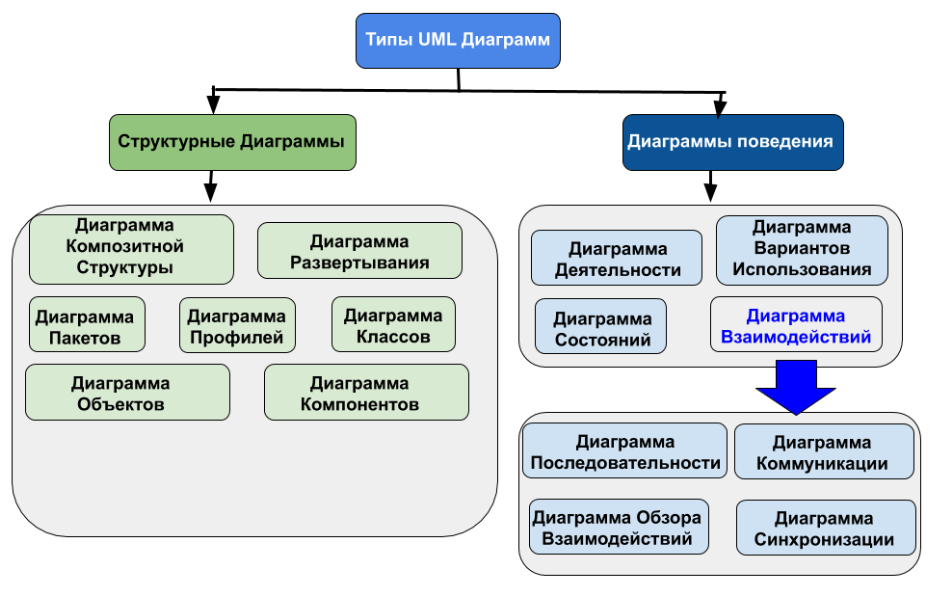 Типы UML Диаграмм
Структурные Диаграммы
Диаграммы поведения
Диаграмма
Композитной
Структуры
Диаграмма
Развертывания
Диаграмма
Пакетов
Диаграмма
Профилей
Диаграмма
Классов
Диаграмма
Объектов
Диаграмма
Компонентов
Диаграмма
Деятельности
Диаграмма
Вариантов
Использования
Диаграмма
Состояний
Диаграмма
Взаимодействий
Диаграмма
Последовательности
Диаграмма
Коммуникации
Диаграмма Обзора
Взаимодействий
Диаграмма
Синхронизации